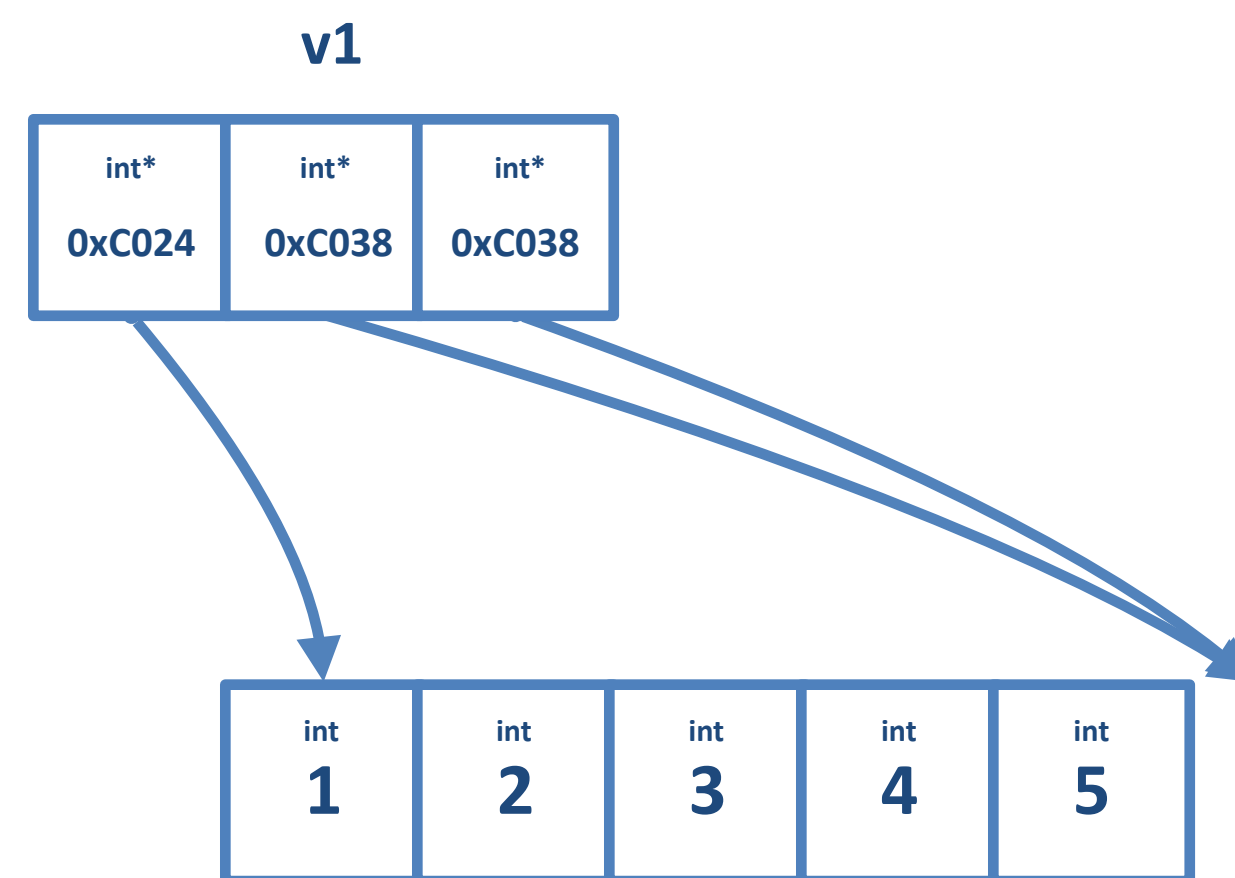 v1
int* int* int*
0xC024 0xC038 0xC038
int int int int int
1 2 3 4 5